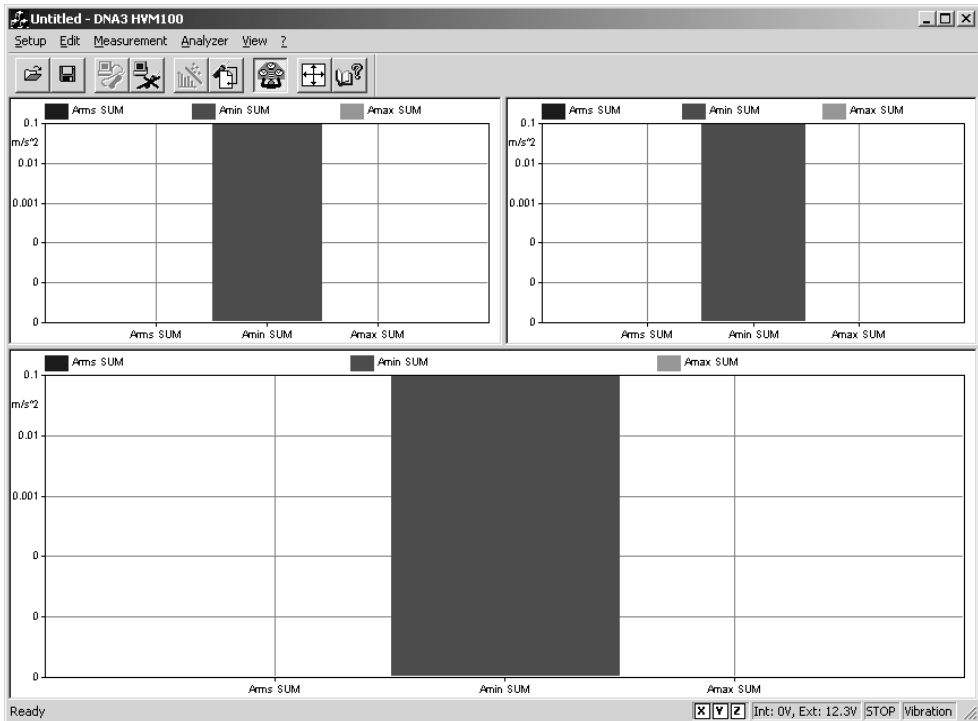 Untitled - DNA3 HVM100
Setup Edit Measurement Analyzer View ?
Arms SUM Amin SUM Amax SUM
0.1
m/s^2
0.01
0.001
0
0
0
Arms SUM Amin SUM Amax SUM
Arms SUM Amin SUM Amax SUM
0.1
m/s^2
0.01
0.001
0
0
0
Arms SUM Amin SUM Amax SUM
Arms SUM Amin SUM Amax SUM
0.1
m/s^2
0.01
0.001
0
0
0
Arms SUM Amin SUM Amax SUM
Ready X Y Z Int: 0V, Ext: 12.3V STOP Vibration